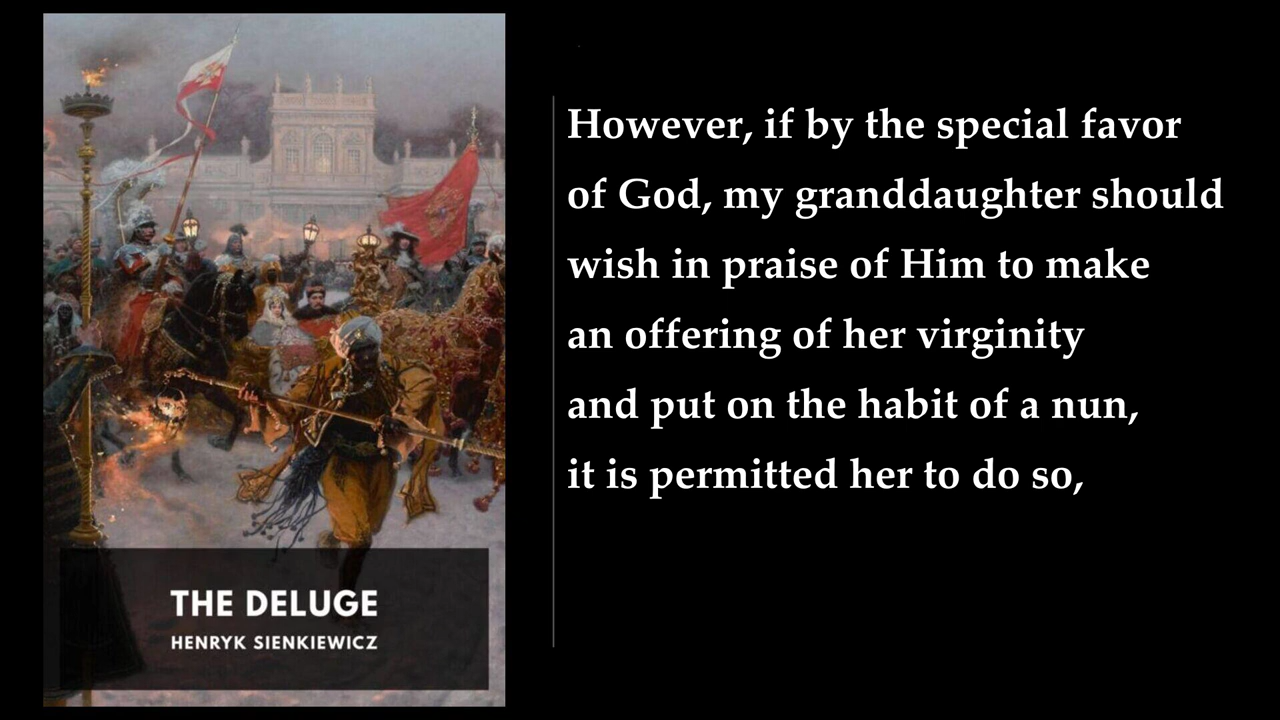 However, if by the special favor
of God, my granddaughter should
wish in praise of Him to make
an offering of her virginity
and put on the habit of a nun,
it is permitted her to do so,
THE DELUGE
HENRYK SIENKIEWICZ